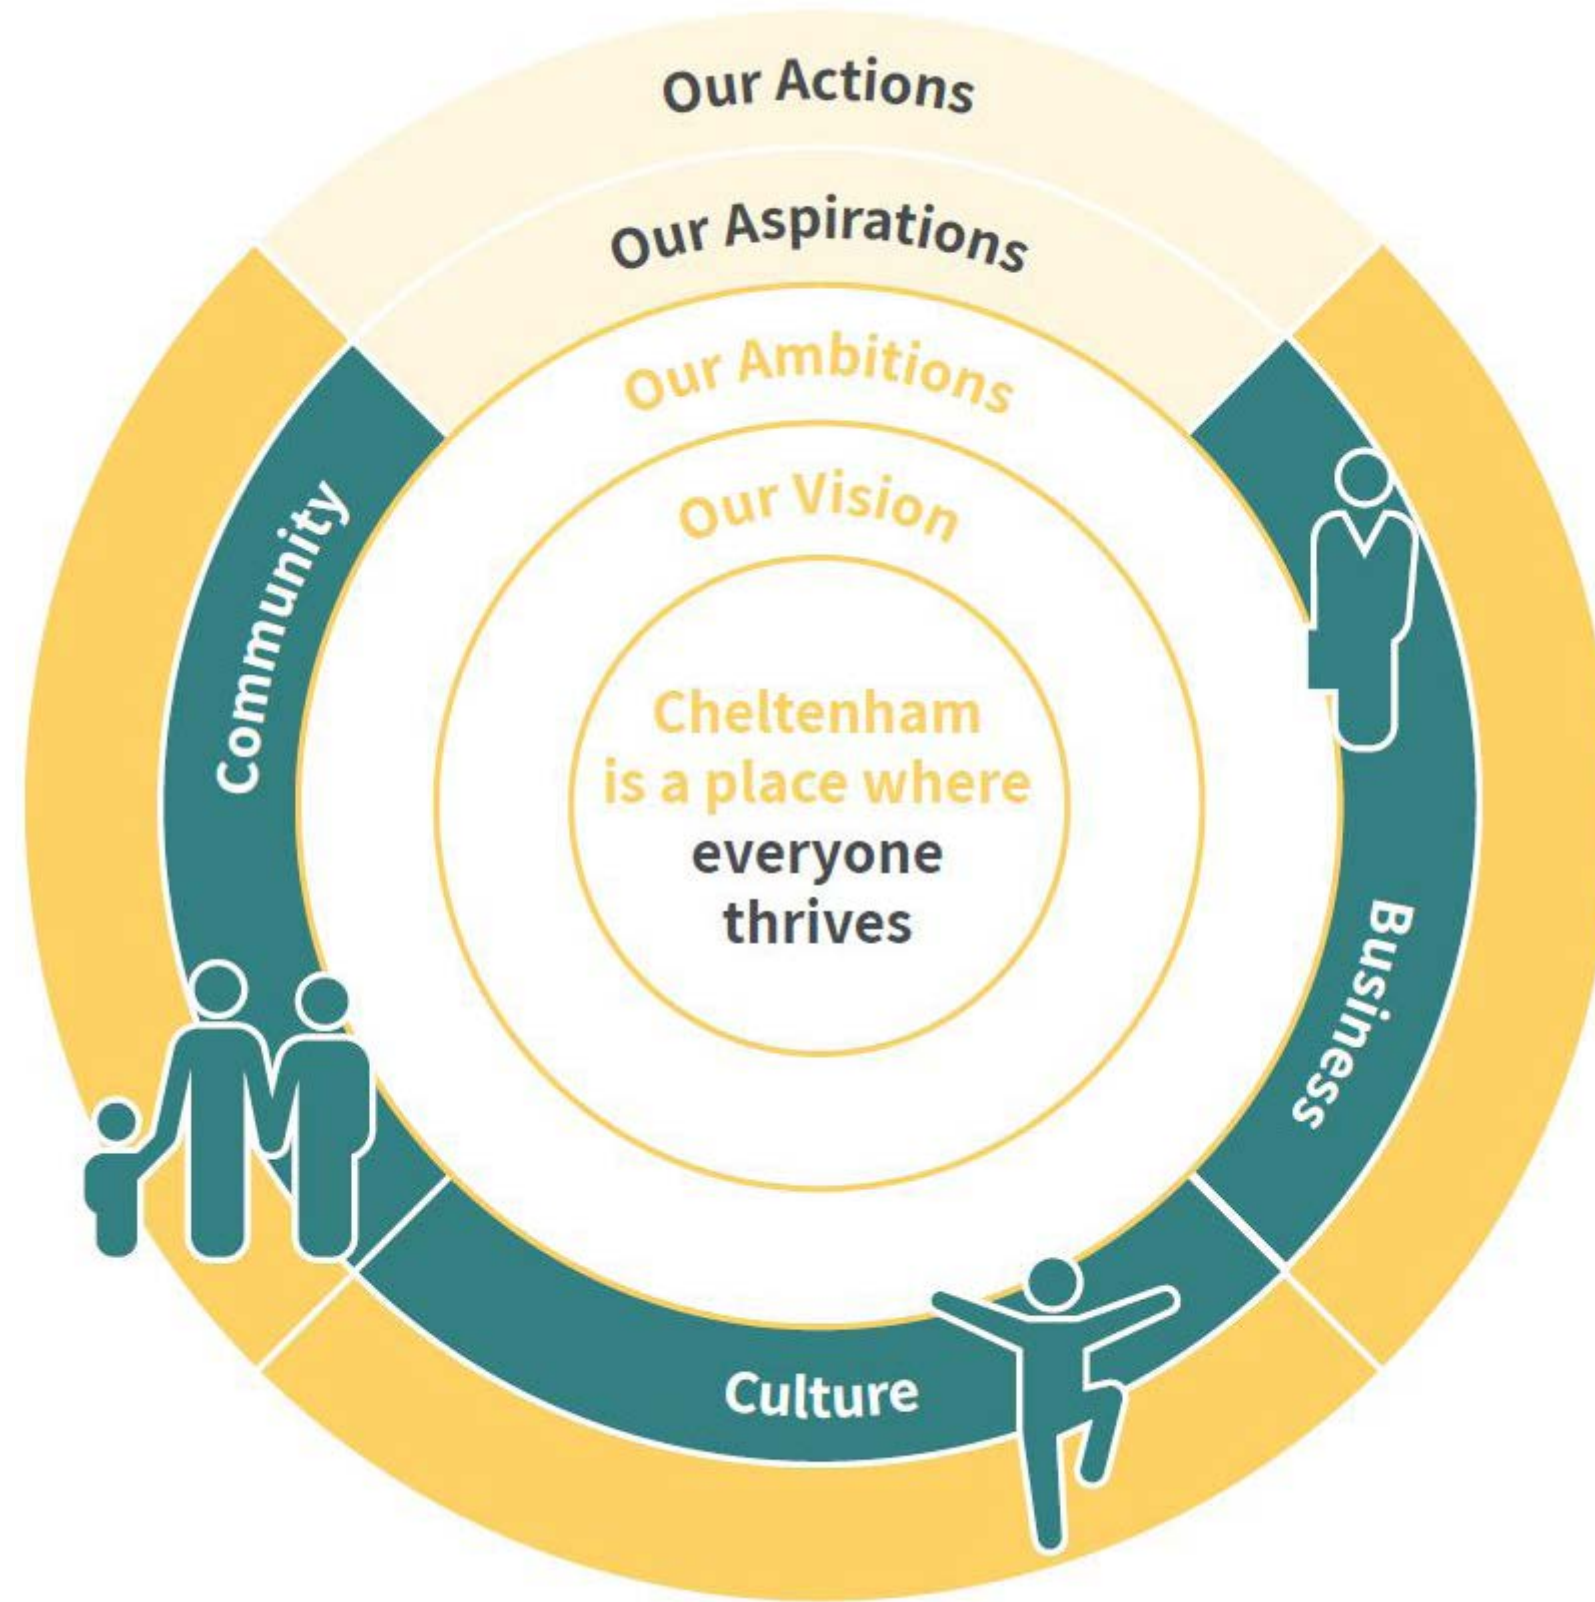 Our Actions
Our Aspirations
Our Ambitions
Our Vision
Cheltenham
is a place where
everyone
thrives
Community
Business
Culture